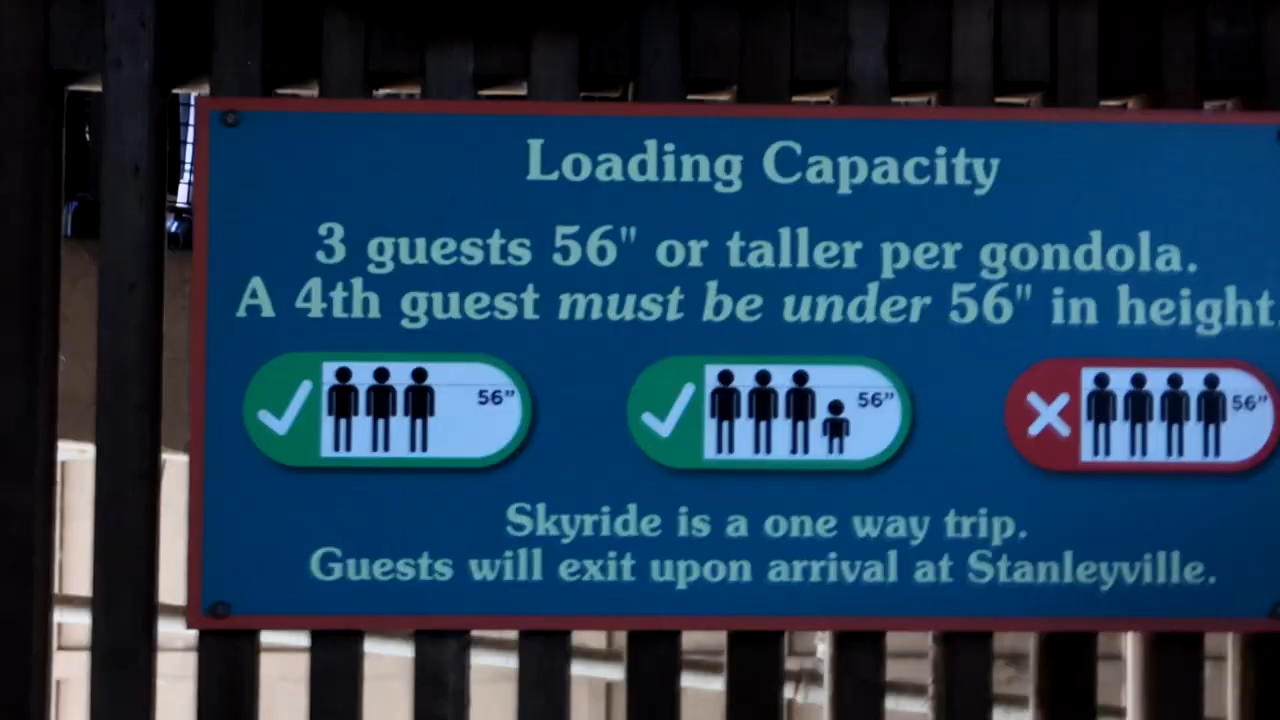 Loading Capacity
3 guests 56" or taller per gondola.
A 4th guest must be under 56" in height
56” 56” 56”
Skyride is a one way trip.
Guests will exit upon arrival at Stanleyville.